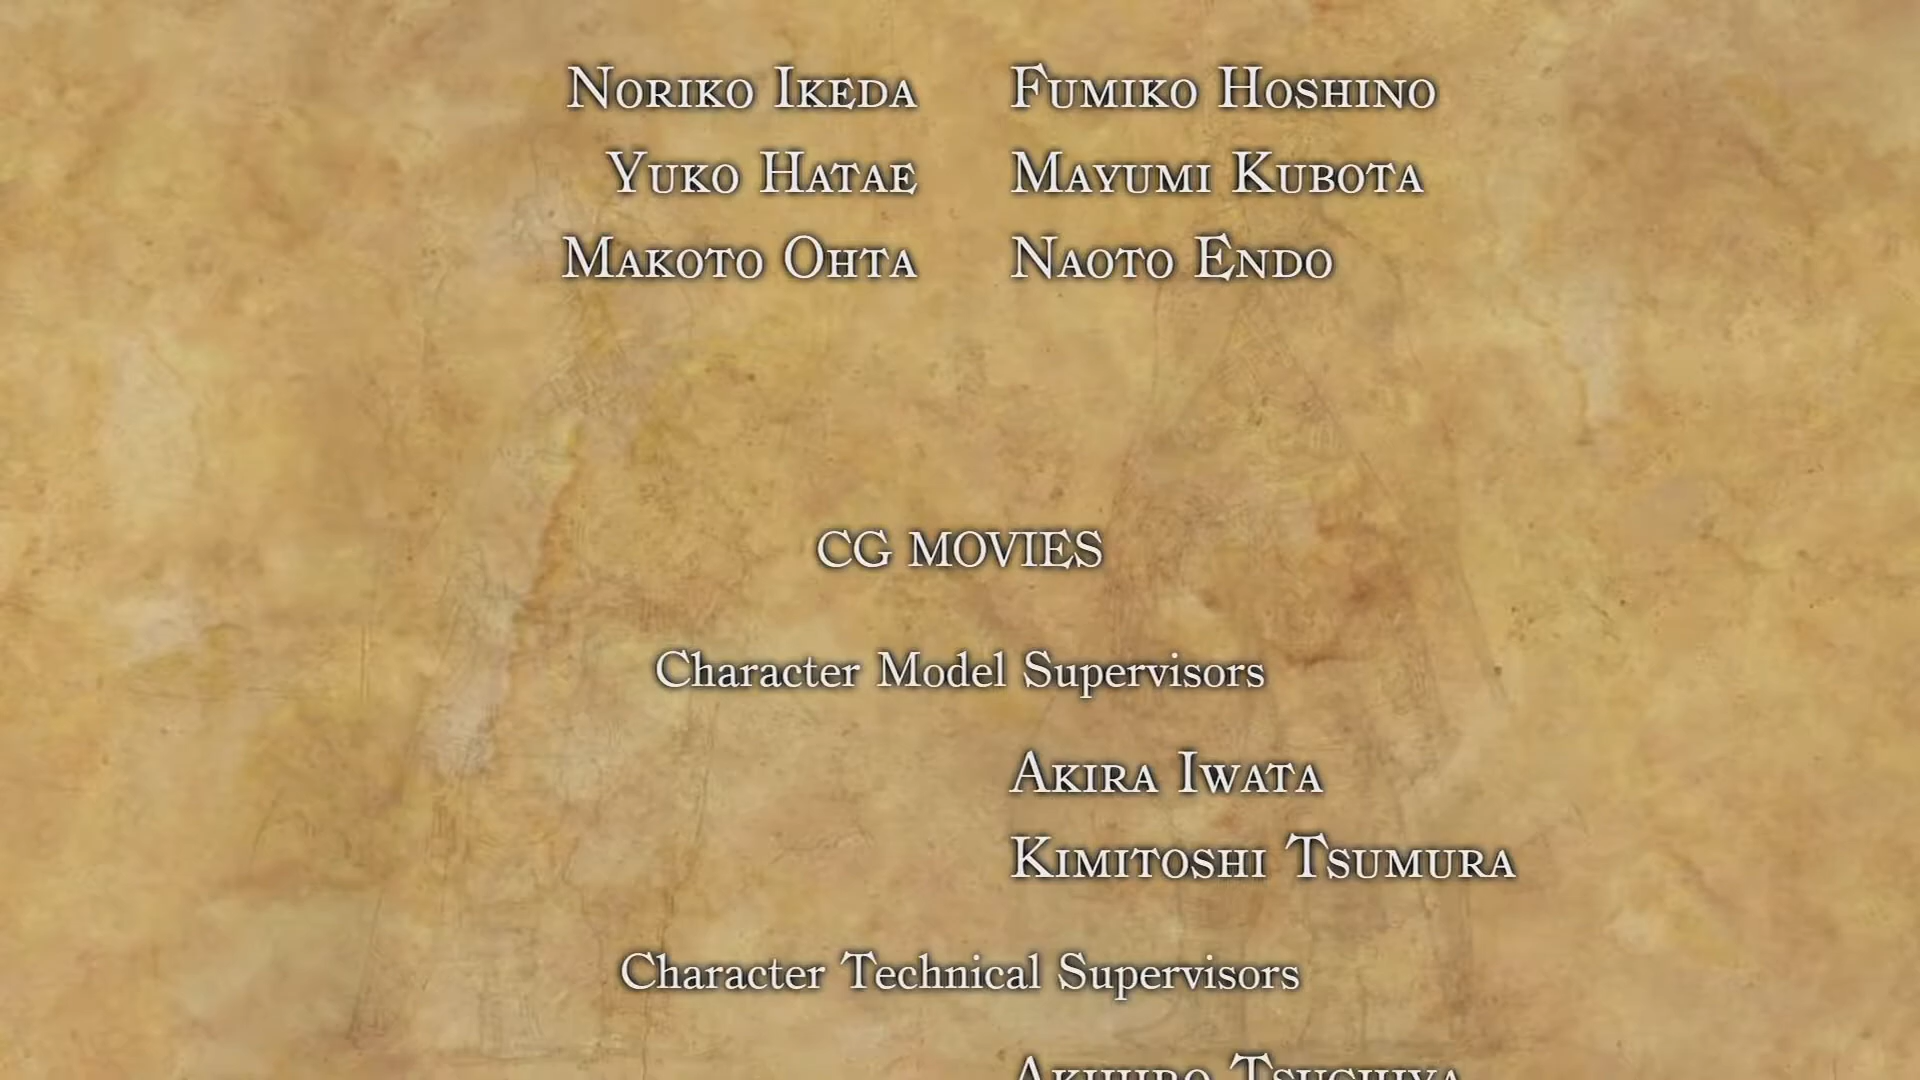 Noriko Ikeda Fumiko Hoshino
Yuko Hatae Mayumi Kubota
Makoto Ohta Naoto Endo
CG MOVIES
Character Model Supervisors
Akira Iwata
Kimitoshi Tsumura
Character Technical Supervisors